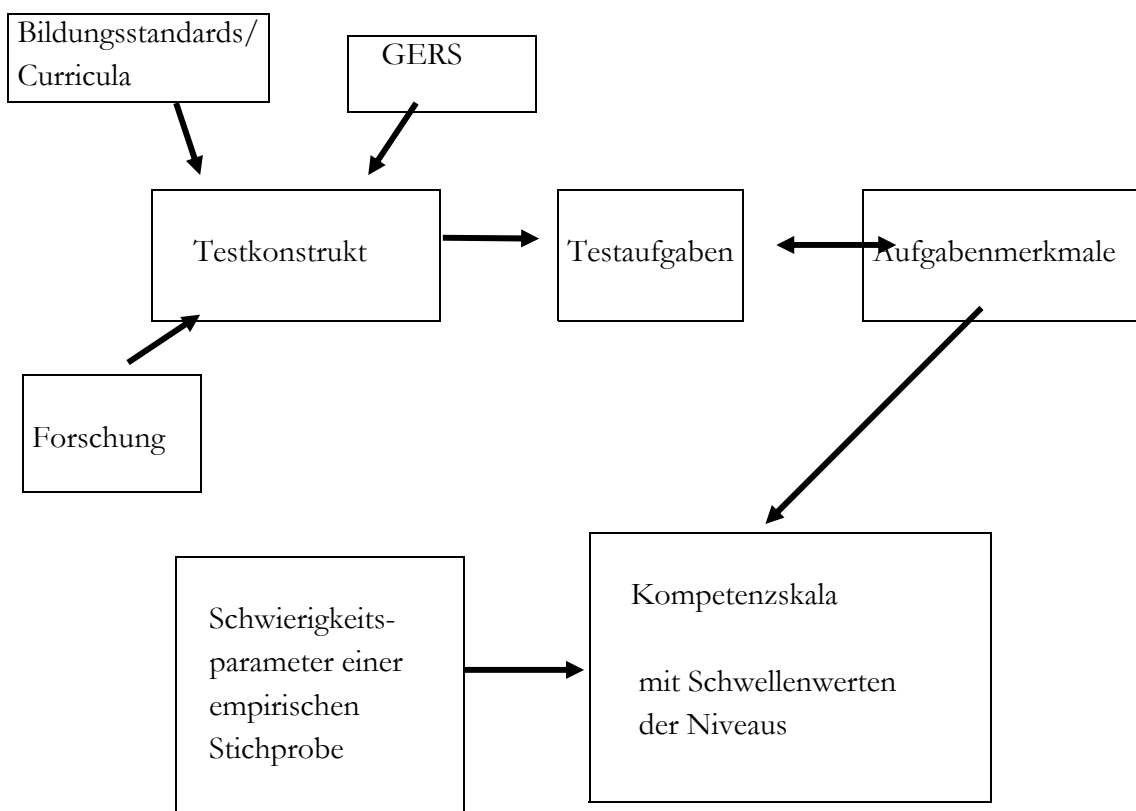 Bildungsstandards/
Curricula
GERS
Testkonstrukt
Testaufgaben
Aufgabenmerkmale
Forschung
Schwierigkeits-
parameter einer
empirischen
Stichprobe
Kompetenzskala
mit Schwellenwerten
der Niveaus